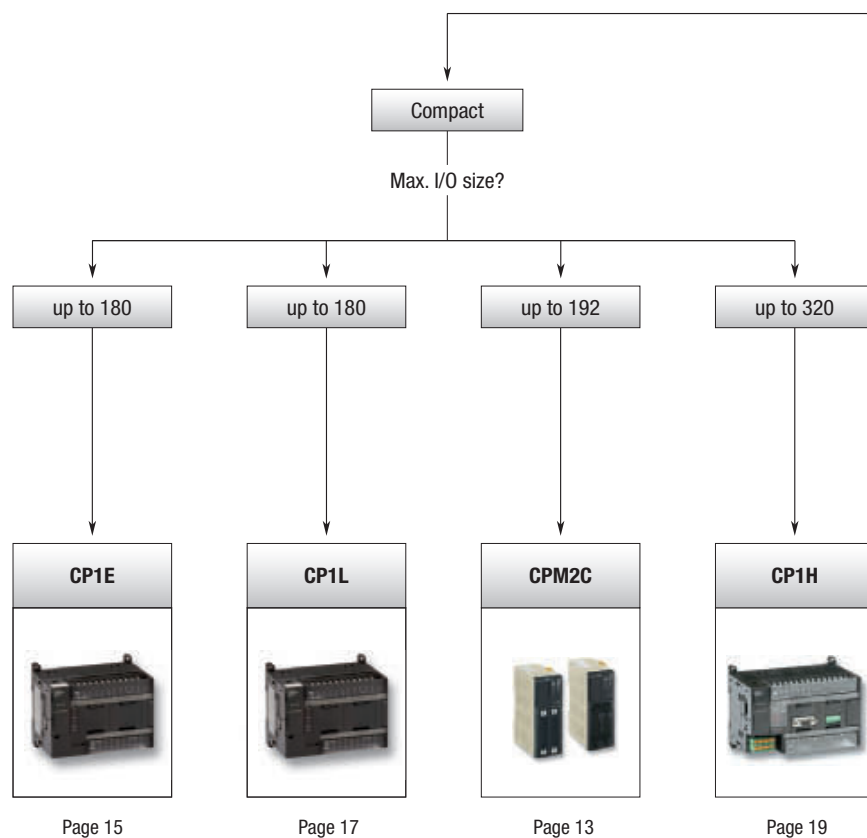 Compact
Max. I/O size?
up to 180
up to 180
up to 192
up to 320
CP1E
CP1L
CPM2C
CP1H
Page 15
Page 17
Page 13
Page 19